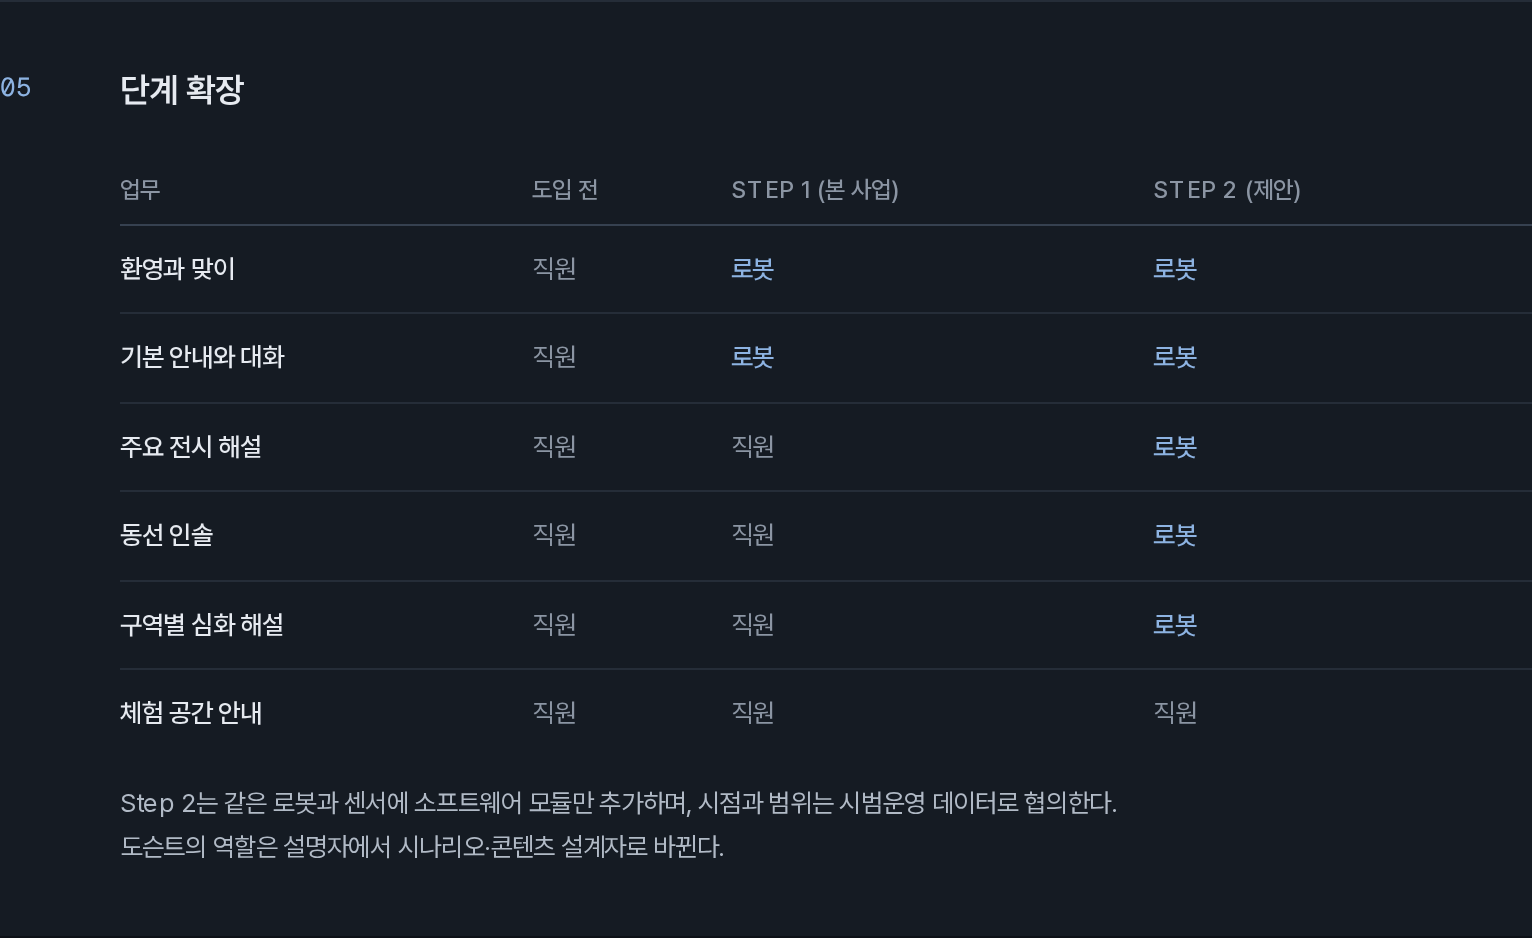 05
단계 확장
업무 도입 전 STEP 1 (본 사업) STEP 2 (제안)
환영과 맞이 직원 로봇 로봇
기본 안내와 대화 직원 로봇 로봇
주요 전시 해설 직원 직원 로봇
동선 인솔 직원 직원 로봇
구역별 심화 해설 직원 직원 로봇
체험 공간 안내 직원 직원 직원
Step 2는 같은 로봇과 센서에 소프트웨어 모듈만 추가하며, 시점과 범위는 시범운영 데이터로 협의한다.
도슨트의 역할은 설명자에서 시나리오·콘텐츠 설계자로 바뀐다.